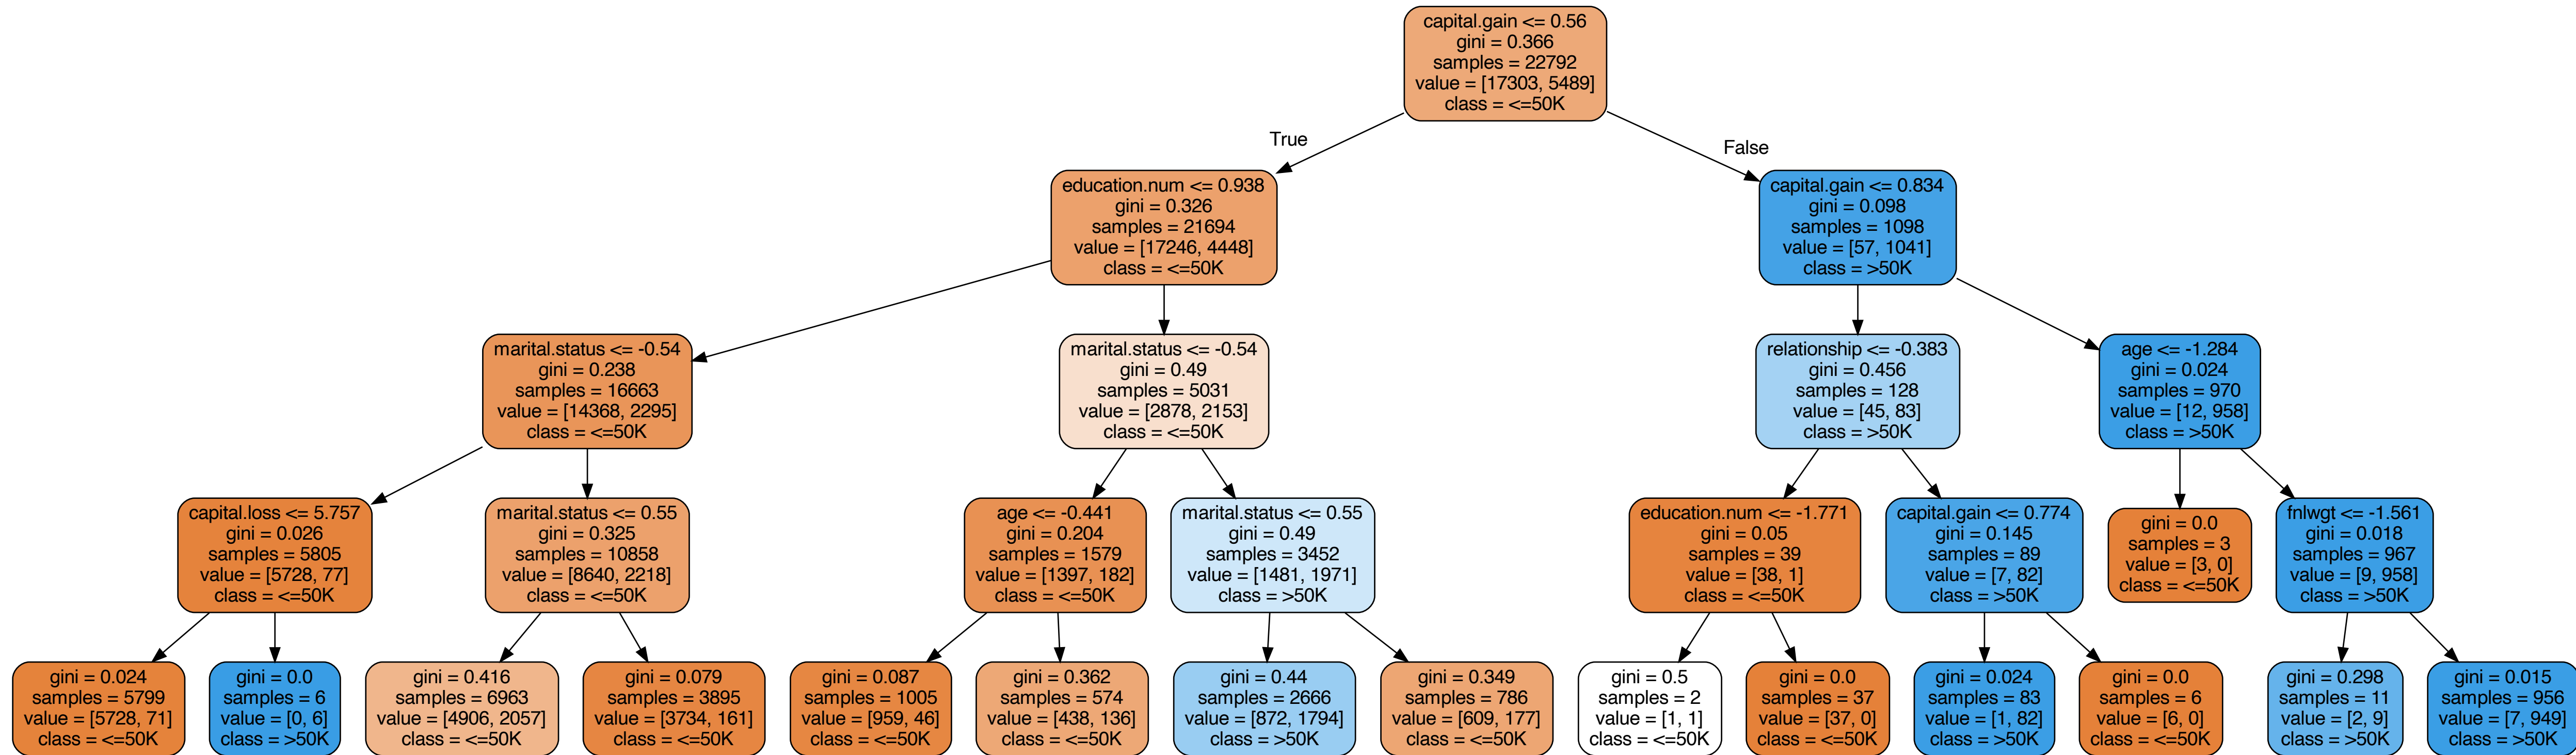 capital.gain <= 0.56
gini = 0.366
samples = 22792
value = [17303, 5489]
class = <=50K
True
False
education.num <= 0.938
gini = 0.326
samples = 21694
value = [17246, 4448]
class = <=50K
capital.gain <= 0.834
gini = 0.098
samples = 1098
value = [57, 1041]
class = >50K
marital.status <= -0.54
gini = 0.238
samples = 16663
value = [14368, 2295]
class = <=50K
marital.status <= -0.54
gini = 0.49
samples = 5031
value = [2878, 2153]
class = <=50K
relationship <= -0.383
gini = 0.456
samples = 128
value = [45, 83]
class = >50K
age <= -1.284
gini = 0.024
samples = 970
value = [12, 958]
class = >50K
capital.loss <= 5.757
gini = 0.026
samples = 5805
value = [5728, 77]
class = <=50K
marital.status <= 0.55
gini = 0.325
samples = 10858
value = [8640, 2218]
class = <=50K
age <= -0.441
gini = 0.204
samples = 1579
value = [1397, 182]
class = <=50K
marital.status <= 0.55
gini = 0.49
samples = 3452
value = [1481, 1971]
class = >50K
education.num <= -1.771
gini = 0.05
samples = 39
value = [38, 1]
class = <=50K
capital.gain <= 0.774
gini = 0.145
samples = 89
value = [7, 82]
class = >50K
gini = 0.0
samples = 3
value = [3, 0]
class = <=50K
fnlwgt <= -1.561
gini = 0.018
samples = 967
value = [9, 958]
class = >50K
gini = 0.024
samples = 5799
value = [5728, 71]
class = <=50K
gini = 0.0
samples = 6
value = [0, 6]
class = >50K
gini = 0.416
samples = 6963
value = [4906, 2057]
class = <=50K
gini = 0.079
samples = 3895
value = [3734, 161]
class = <=50K
gini = 0.087
samples = 1005
value = [959, 46]
class = <=50K
gini = 0.362
samples = 574
value = [438, 136]
class = <=50K
gini = 0.44
samples = 2666
value = [872, 1794]
class = >50K
gini = 0.349
samples = 786
value = [609, 177]
class = <=50K
gini = 0.5
samples = 2
value = [1, 1]
class = <=50K
gini = 0.0
samples = 37
value = [37, 0]
class = <=50K
gini = 0.024
samples = 83
value = [1, 82]
class = >50K
gini = 0.0
samples = 6
value = [6, 0]
class = <=50K
gini = 0.298
samples = 11
value = [2, 9]
class = >50K
gini = 0.015
samples = 956
value = [7, 949]
class = >50K